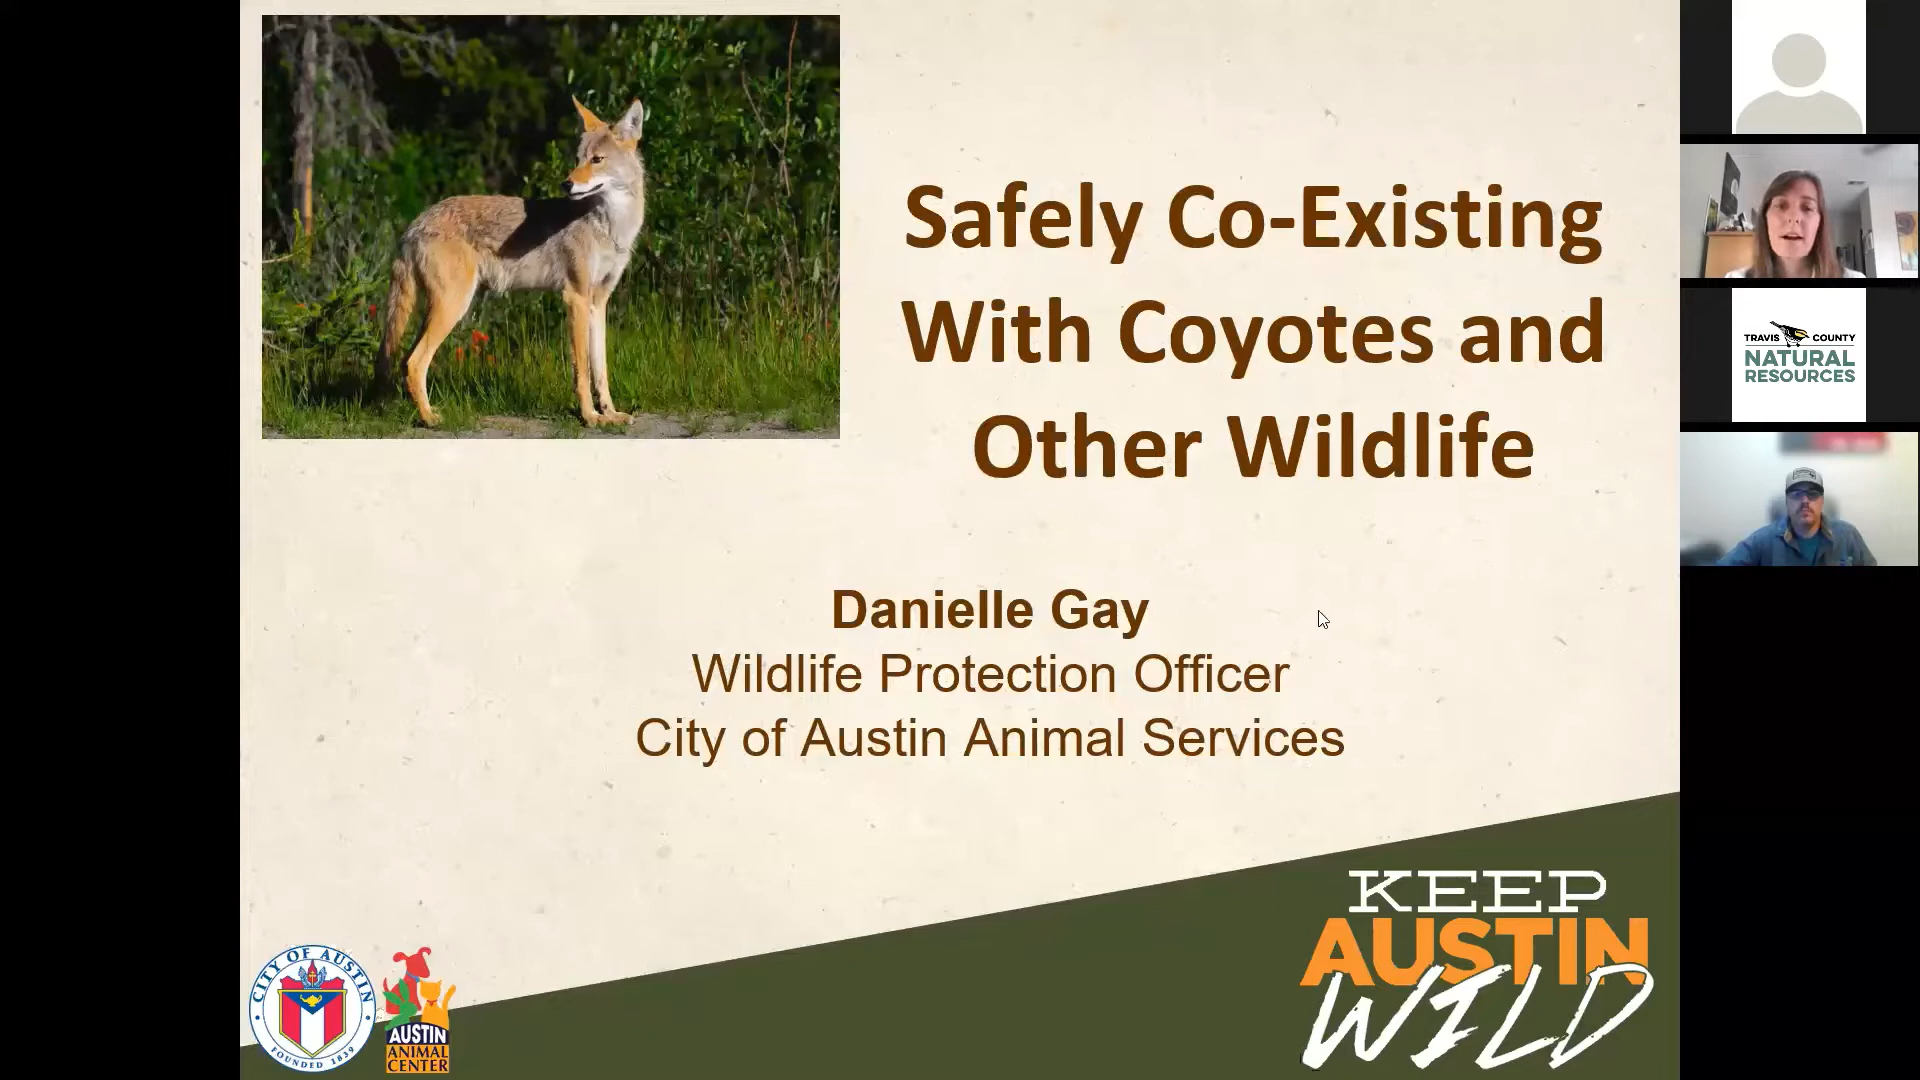 Safely Co-Existing
With Coyotes and
Other Wildlife
Danielle Gay
Wildlife Protection Officer
City of Austin Animal Services
KEEP
AUSTIN
WILD
CITY OF AUSTIN
FOUNDED 1839
AUSTIN
ANIMAL
CENTER
TRAVIS COUNTY
NATURAL
RESOURCES